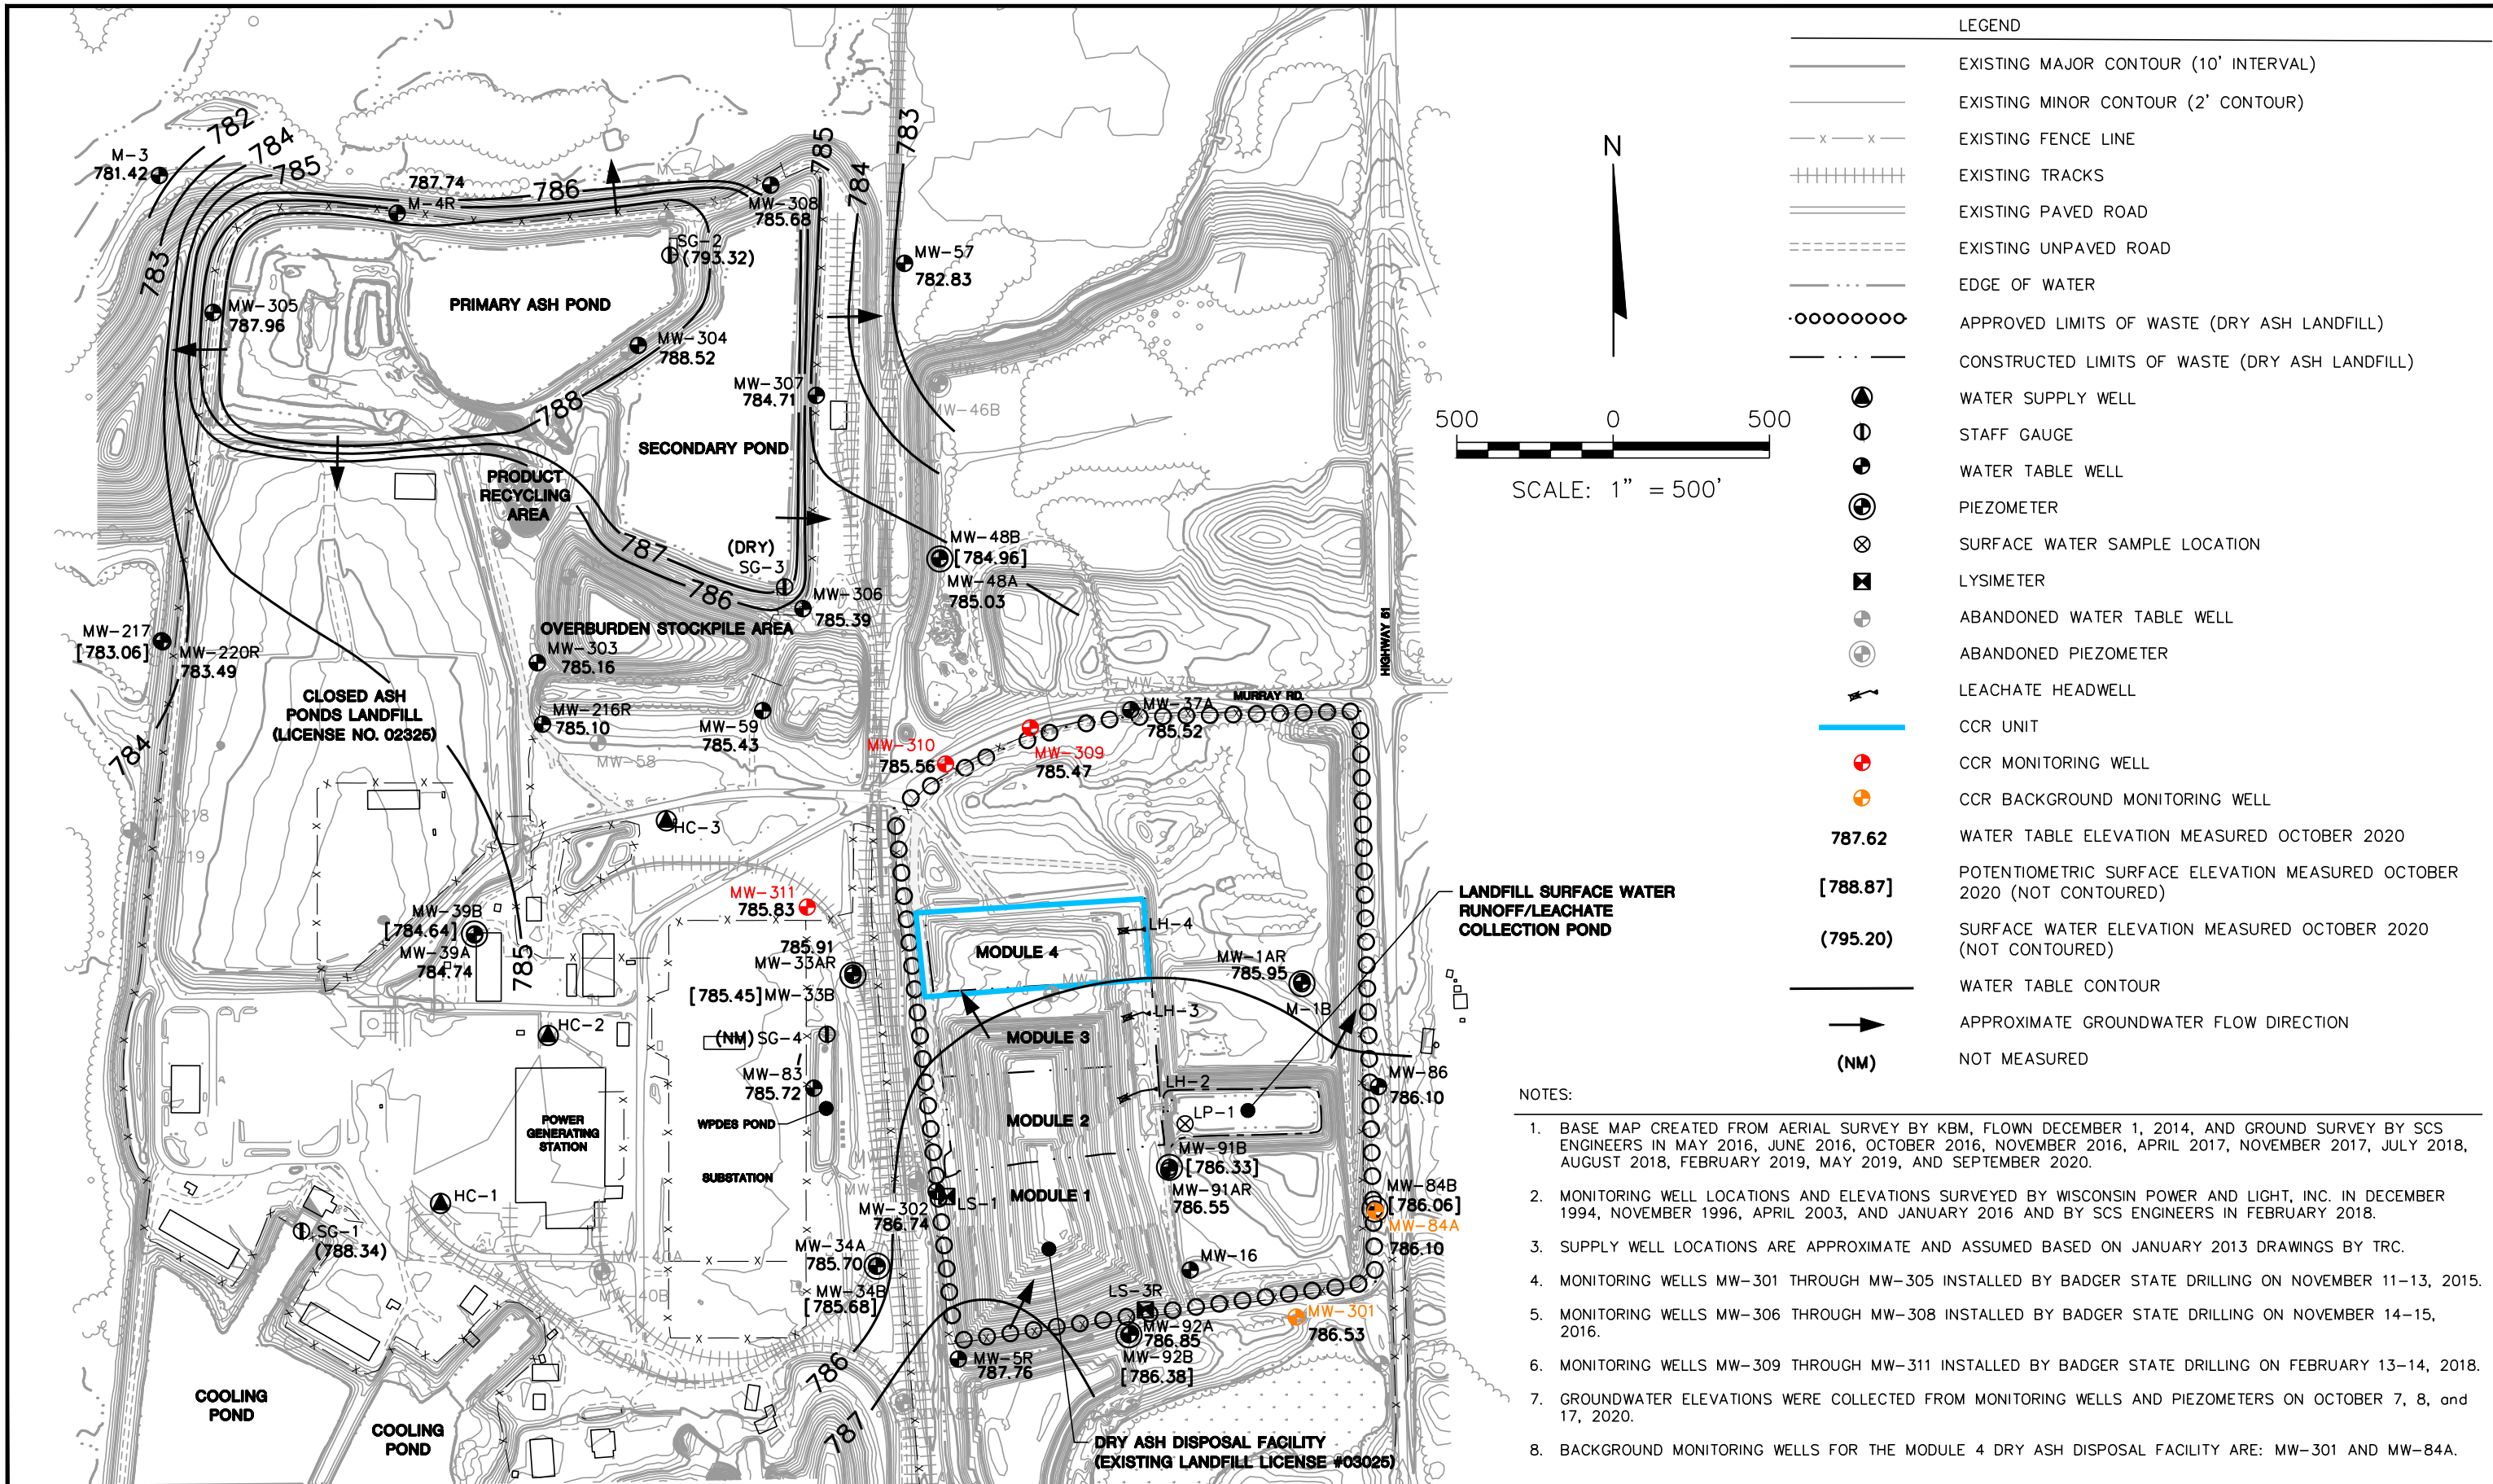 LEGEND
EXISTING MAJOR CONTOUR (10' INTERVAL)
EXISTING MINOR CONTOUR (2' CONTOUR)
EXISTING FENCE LINE
EXISTING TRACKS
EXISTING PAVED ROAD
EXISTING UNPAVED ROAD
EDGE OF WATER
APPROVED LIMITS OF WASTE (DRY ASH LANDFILL)
CONSTRUCTED LIMITS OF WASTE (DRY ASH LANDFILL)
WATER SUPPLY WELL
STAFF GAUGE
WATER TABLE WELL
PIEZOMETER
SURFACE WATER SAMPLE LOCATION
LYSIMETER
ABANDONED WATER TABLE WELL
ABANDONED PIEZOMETER
LEACHATE HEADWELL
CCR UNIT
CCR MONITORING WELL
CCR BACKGROUND MONITORING WELL
787.62 WATER TABLE ELEVATION MEASURED OCTOBER 2020
[788.87] POTENTIOMETRIC SURFACE ELEVATION MEASURED OCTOBER
2020 (NOT CONTOURED)
(795.20) SURFACE WATER ELEVATION MEASURED OCTOBER 2020
(NOT CONTOURED)
WATER TABLE CONTOUR
APPROXIMATE GROUNDWATER FLOW DIRECTION
(NM) NOT MEASURED
NOTES:
1. BASE MAP CREATED FROM AERIAL SURVEY BY KBM, FLOWN DECEMBER 1, 2014, AND GROUND SURVEY BY SCS
ENGINEERS IN MAY 2016, JUNE 2016, OCTOBER 2016, NOVEMBER 2016, APRIL 2017, NOVEMBER 2017, JULY 2018,
AUGUST 2018, FEBRUARY 2019, MAY 2019, AND SEPTEMBER 2020.
2. MONITORING WELL LOCATIONS AND ELEVATIONS SURVEYED BY WISCONSIN POWER AND LIGHT, INC. IN DECEMBER
1994, NOVEMBER 1996, APRIL 2003, AND JANUARY 2016 AND BY SCS ENGINEERS IN FEBRUARY 2018.
3. SUPPLY WELL LOCATIONS ARE APPROXIMATE AND ASSUMED BASED ON JANUARY 2013 DRAWINGS BY TRC.
4. MONITORING WELLS MW-301 THROUGH MW-305 INSTALLED BY BADGER STATE DRILLING ON NOVEMBER 11-13, 2015.
5. MONITORING WELLS MW-306 THROUGH MW-308 INSTALLED BY BADGER STATE DRILLING ON NOVEMBER 14-15,
2016.
6. MONITORING WELLS MW-309 THROUGH MW-311 INSTALLED BY BADGER STATE DRILLING ON FEBRUARY 13-14, 2018.
7. GROUNDWATER ELEVATIONS WERE COLLECTED FROM MONITORING WELLS AND PIEZOMETERS ON OCTOBER 7, 8, and
17, 2020.
8. BACKGROUND MONITORING WELLS FOR THE MODULE 4 DRY ASH DISPOSAL FACILITY ARE: MW-301 AND MW-84A.
N
500 0 500
SCALE: 1" = 500'
782
784
785
783
M-3
781.42
787.74
M-4R
786
M-5
MW-308
785.68
785
784
783
SG-2
(793.32)
MW-57
782.83
PRIMARY ASH POND
MW-305
787.96
MW-304
788.52
MW-307
784.71
MW-46A
MW-46B
788
SECONDARY POND
PRODUCT
RECYCLING
AREA
787
786
(DRY)
SG-3
MW-48B
[784.96]
MW-48A
785.03
MW-306
785.39
OVERBURDEN STOCKPILE AREA
MW-303
785.16
MW-217
[783.06]
MW-220R
783.49
784
CLOSED ASH
PONDS LANDFILL
(LICENSE NO. 02325)
MW-216R
785.10
MW-58
MW-59
785.43
MW-310
785.56
MW-309
785.47
MW-37B
MW-37A
785.52
MURRAY RD.
HIGHWAY 51
HC-3
MW-311
785.83
MW-39B
[784.64]
MW-39A
784.74
785
785.91
MW-33AR
[785.45] MW-33B
MODULE 4
LH-4
MW-1AR
785.95
M-1B
LANDFILL SURFACE WATER
RUNOFF/LEACHATE
COLLECTION POND
HC-2
(NM) SG-4
MODULE 3
LH-3
MW-83
785.72
WPDES POND
LH-2
MW-86
786.10
MODULE 2
LP-1
POWER
GENERATING
STATION
SUBSTATION
MW-91B
[786.33]
MW-91AR
786.55
MODULE 1
MW-84B
[786.06]
MW-84A
786.10
HC-1
SG-1
(788.34)
MW-302
786.74
LS-1
MW-40A
MW-40B
MW-34A
785.70
MW-34B
[785.68]
MW-16
LS-3R
MW-301
786.53
MW-92A
786.85
MW-92B
[786.38]
MW-5R
787.76
786
787
COOLING
POND
COOLING
POND
DRY ASH DISPOSAL FACILITY
(EXISTING LANDFILL LICENSE #03025)